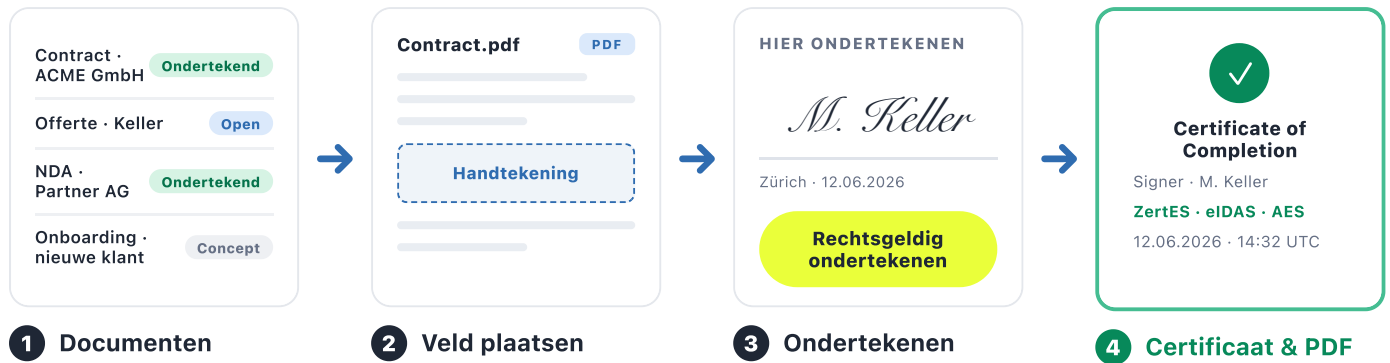 Contract ·
ACME GmbH
Ondertekend
Offerte · Keller
Open
NDA ·
Partner AG
Ondertekend
Onboarding ·
nieuwe klant
Concept
1 Documenten
Contract.pdf
PDF
Handtekening
2 Veld plaatsen
HIER ONDERTEKENEN
M. Keller
Zürich · 12.06.2026
Rechtsgeldig
ondertekenen
3 Ondertekenen
Certificate of
Completion
Signer · M. Keller
ZertES · eIDAS · AES
12.06.2026 · 14:32 UTC
4 Certificaat & PDF